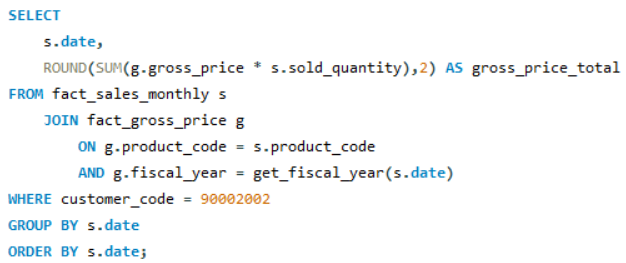 SELECT
    s.date,
    ROUND(SUM(g.gross_price * s.sold_quantity),2) AS gross_price_total
FROM fact_sales_monthly s
    JOIN fact_gross_price g
        ON g.product_code = s.product_code
        AND g.fiscal_year = get_fiscal_year(s.date)
WHERE customer_code = 90002002
GROUP BY s.date
ORDER BY s.date;